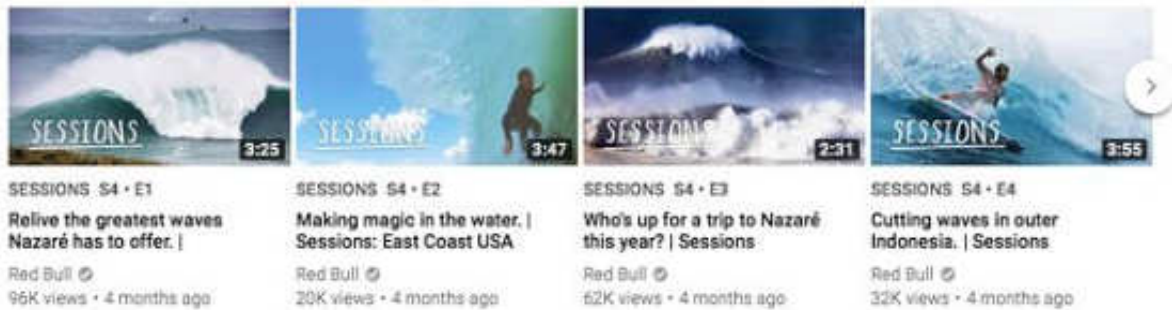 SESSIONS
3:25
SESSIONS S4 • E1
Relive the greatest waves
Nazaré has to offer. |
Red Bull
96K views • 4 months ago
SESSIONS
3:47
SESSIONS S4 • E2
Making magic in the water. |
Sessions: East Coast USA
Red Bull
20K views • 4 months ago
SESSIONS
2:31
SESSIONS S4 • E3
Who's up for a trip to Nazaré
this year? | Sessions
Red Bull
62K views • 4 months ago
SESSIONS
3:55
SESSIONS S4 • E4
Cutting waves in outer
Indonesia. | Sessions
Red Bull
32K views • 4 months ago